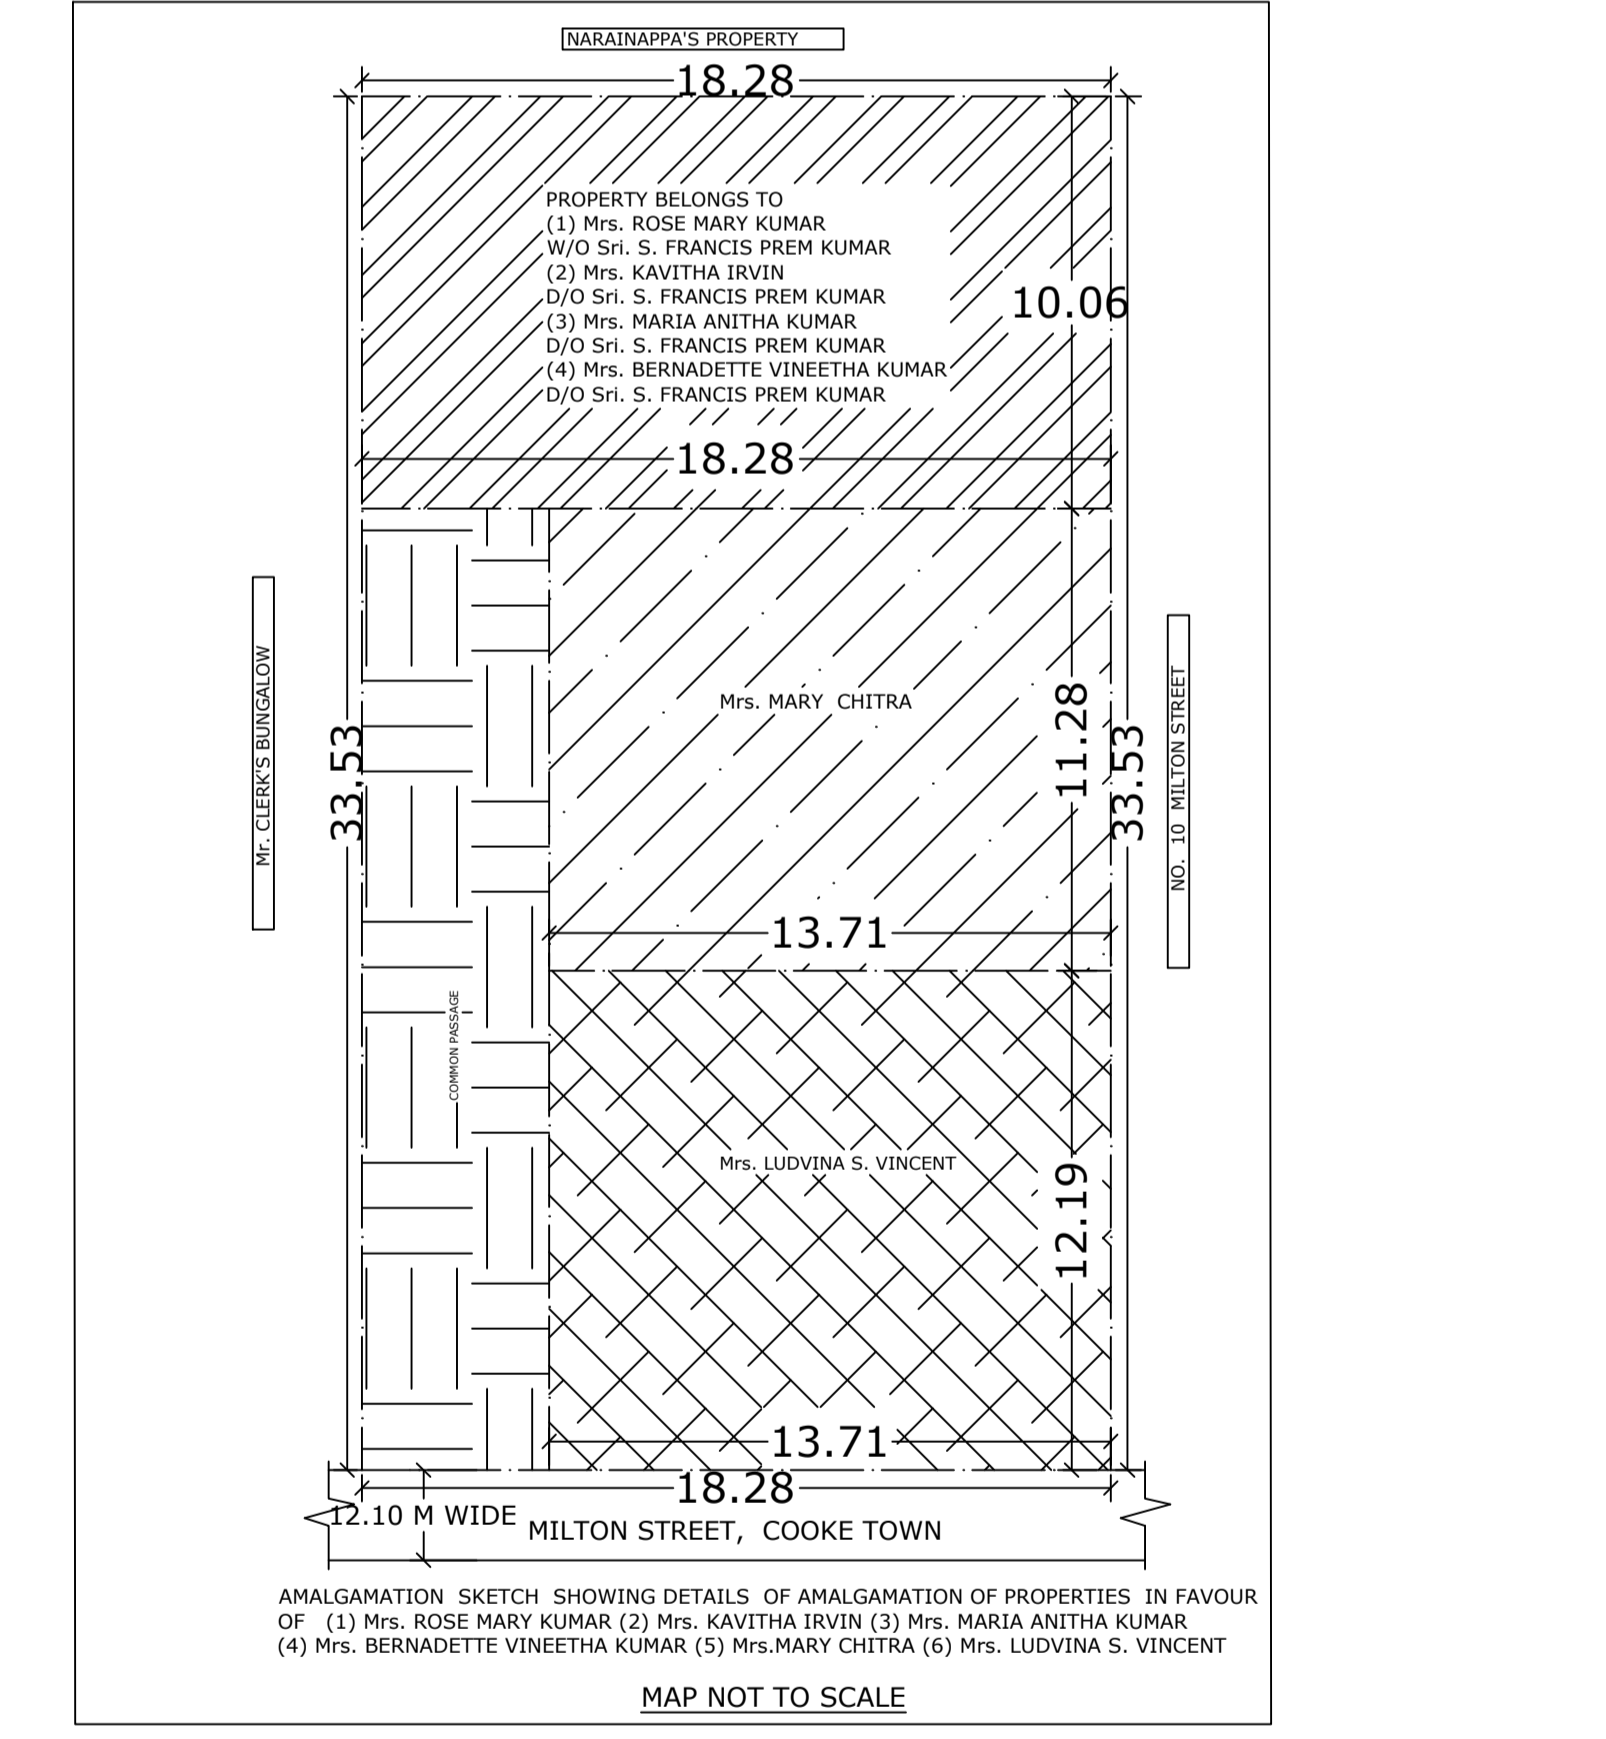 NARAINAPPA'S PROPERTY
18.28
PROPERTY BELONGS TO
(1) Mrs. ROSE MARY KUMAR
W/O Sri. S. FRANCIS PREM KUMAR
(2) Mrs. KAVITHA IRVIN
D/O Sri. S. FRANCIS PREM KUMAR
(3) Mrs. MARIA ANITHA KUMAR
D/O Sri. S. FRANCIS PREM KUMAR
(4) Mrs. BERNADETTE VINEETHA KUMAR
D/O Sri. S. FRANCIS PREM KUMAR
10.06
18.28
Mr. CLERK'S BUNGALOW
33.53
Mrs. MARY CHITRA
11.28
33.53
NO. 10 MILTON STREET
13.71
COMMON PASSAGE
Mrs. LUDVINA S. VINCENT
12.19
13.71
18.28
12.10 M WIDE
MILTON STREET, COOKE TOWN
AMALGAMATION SKETCH SHOWING DETAILS OF AMALGAMATION OF PROPERTIES IN FAVOUR
OF (1) Mrs. ROSE MARY KUMAR (2) Mrs. KAVITHA IRVIN (3) Mrs. MARIA ANITHA KUMAR
(4) Mrs. BERNADETTE VINEETHA KUMAR (5) Mrs.MARY CHITRA (6) Mrs. LUDVINA S. VINCENT
MAP NOT TO SCALE